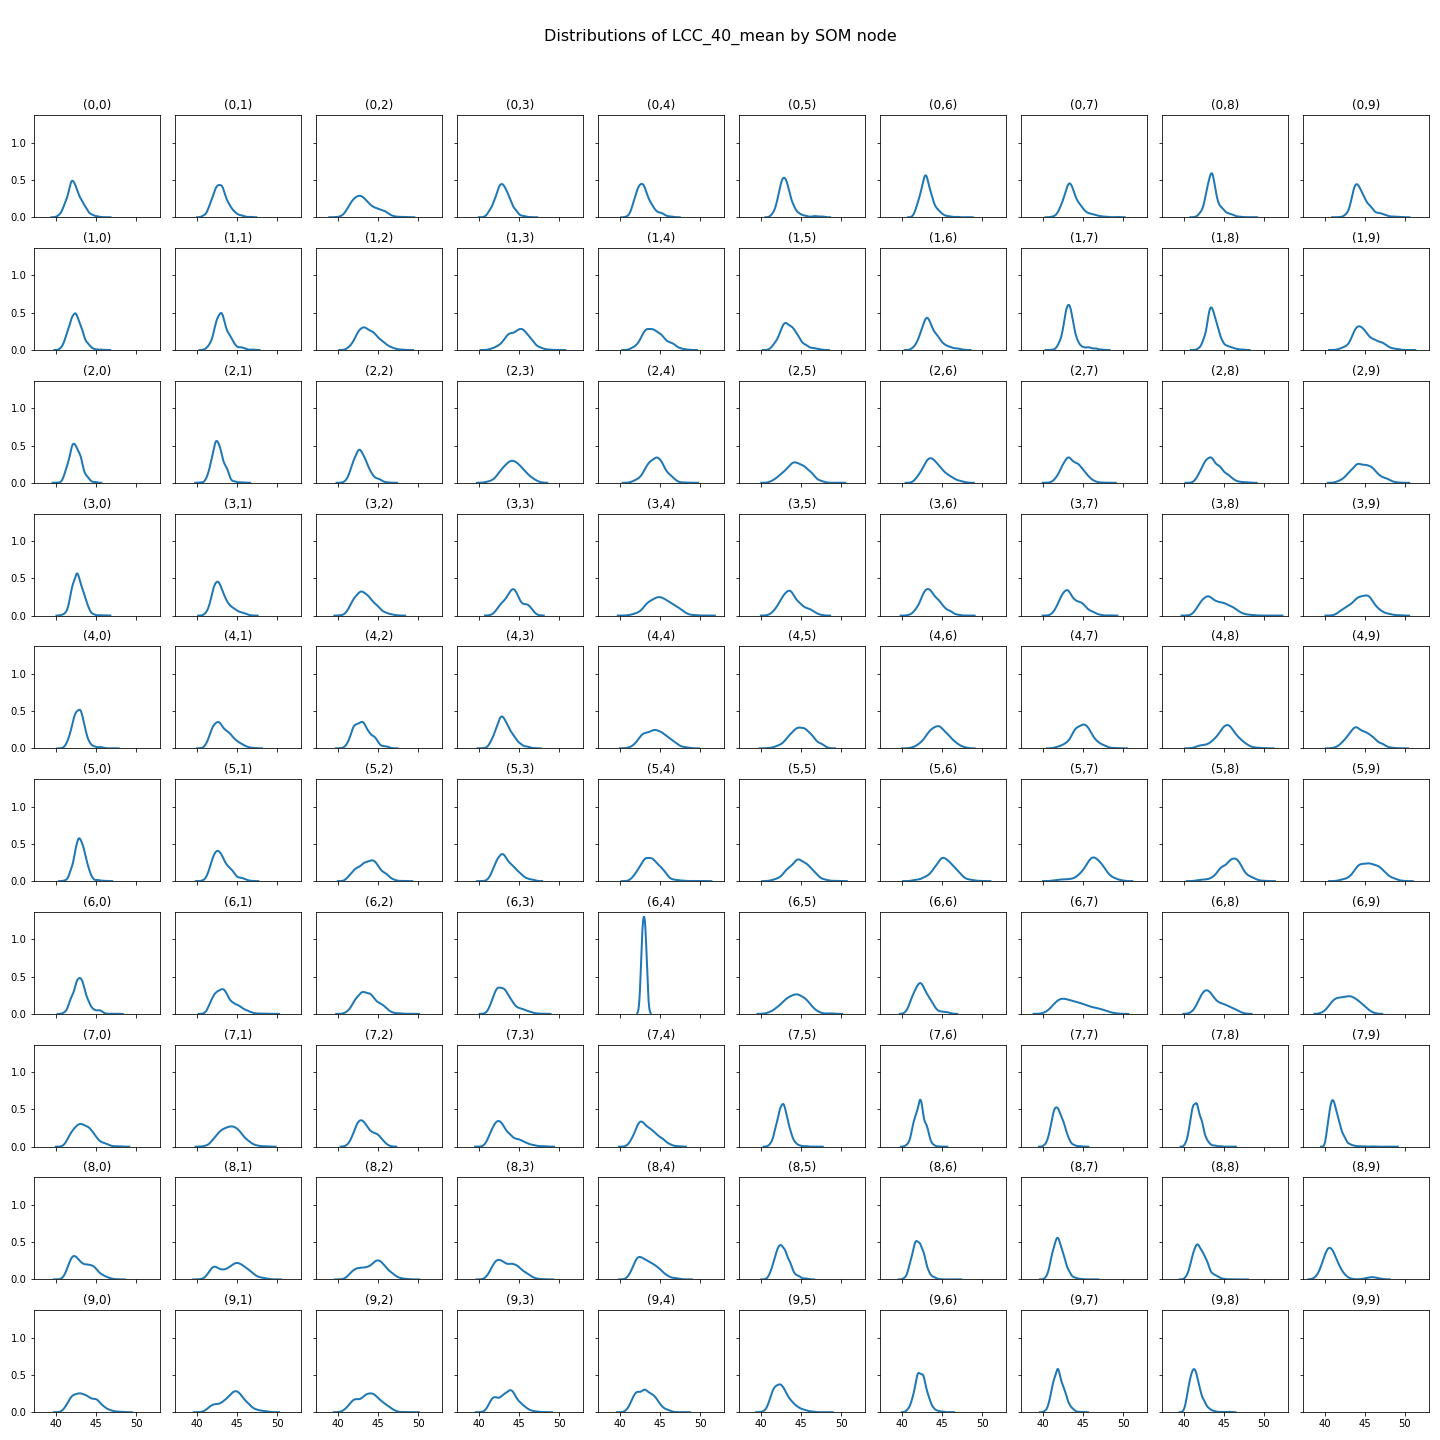 Distributions of LCC_40_mean by SOM node
(0,0) (0,1) (0,2) (0,3) (0,4) (0,5) (0,6) (0,7) (0,8) (0,9)
1.0
0.5
0.0
(1,0) (1,1) (1,2) (1,3) (1,4) (1,5) (1,6) (1,7) (1,8) (1,9)
1.0
0.5
0.0
(2,0) (2,1) (2,2) (2,3) (2,4) (2,5) (2,6) (2,7) (2,8) (2,9)
1.0
0.5
0.0
(3,0) (3,1) (3,2) (3,3) (3,4) (3,5) (3,6) (3,7) (3,8) (3,9)
1.0
0.5
0.0
(4,0) (4,1) (4,2) (4,3) (4,4) (4,5) (4,6) (4,7) (4,8) (4,9)
1.0
0.5
0.0
(5,0) (5,1) (5,2) (5,3) (5,4) (5,5) (5,6) (5,7) (5,8) (5,9)
1.0
0.5
0.0
(6,0) (6,1) (6,2) (6,3) (6,4) (6,5) (6,6) (6,7) (6,8) (6,9)
1.0
0.5
0.0
(7,0) (7,1) (7,2) (7,3) (7,4) (7,5) (7,6) (7,7) (7,8) (7,9)
1.0
0.5
0.0
(8,0) (8,1) (8,2) (8,3) (8,4) (8,5) (8,6) (8,7) (8,8) (8,9)
1.0
0.5
0.0
(9,0) (9,1) (9,2) (9,3) (9,4) (9,5) (9,6) (9,7) (9,8) (9,9)
1.0
0.5
0.0
40 45 50 40 45 50 40 45 50 40 45 50 40 45 50 40 45 50 40 45 50 40 45 50 40 45 50 40 45 50